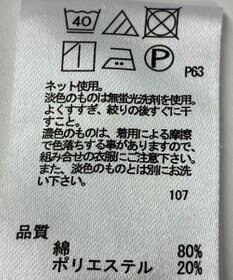 40
P
P63
ネット使用。
淡色のものは無蛍光洗剤を使用。
よくすすぎ、絞りの後すぐに干
すこと。
濃色のものは、着用による摩擦
で色落ちする事がありますので、
組み合せの衣服にご注意下さい。
また、淡色のものとは別にお洗
い下さい。
107
品質
綿 80%
ポリエステル 20%